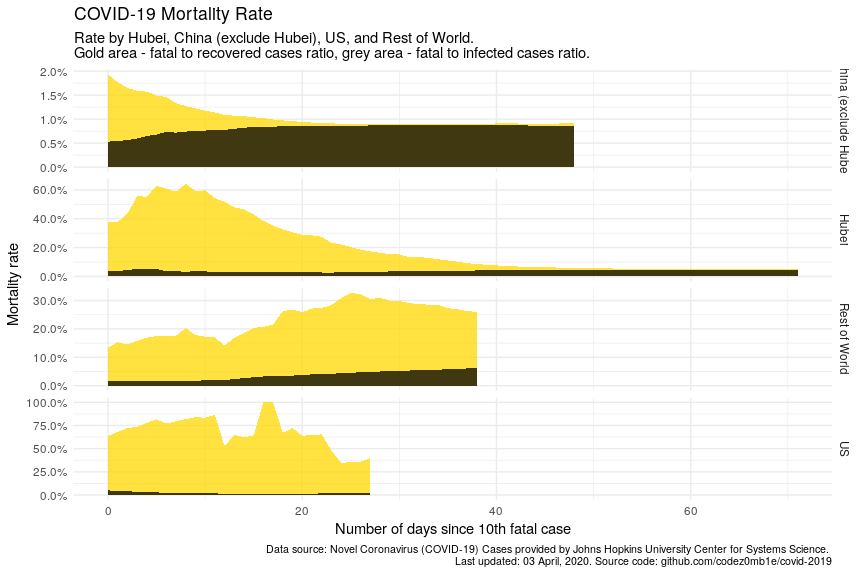 COVID-19 Mortality Rate
Rate by Hubei, China (exclude Hubei), US, and Rest of World.
Gold area - fatal to recovered cases ratio, grey area - fatal to infected cases ratio.
2.0%
1.5%
1.0%
0.5%
0.0%
hina (exclude Hube
60.0%
40.0%
20.0%
0.0%
Hubei
30.0%
20.0%
10.0%
0.0%
Rest of World
100.0%
75.0%
50.0%
25.0%
0.0%
US
Mortality rate
0
20
40
60
Number of days since 10th fatal case
Data source: Novel Coronavirus (COVID-19) Cases provided by Johns Hopkins University Center for Systems Science.
Last updated: 03 April, 2020. Source code: github.com/codez0mb1e/covid-2019